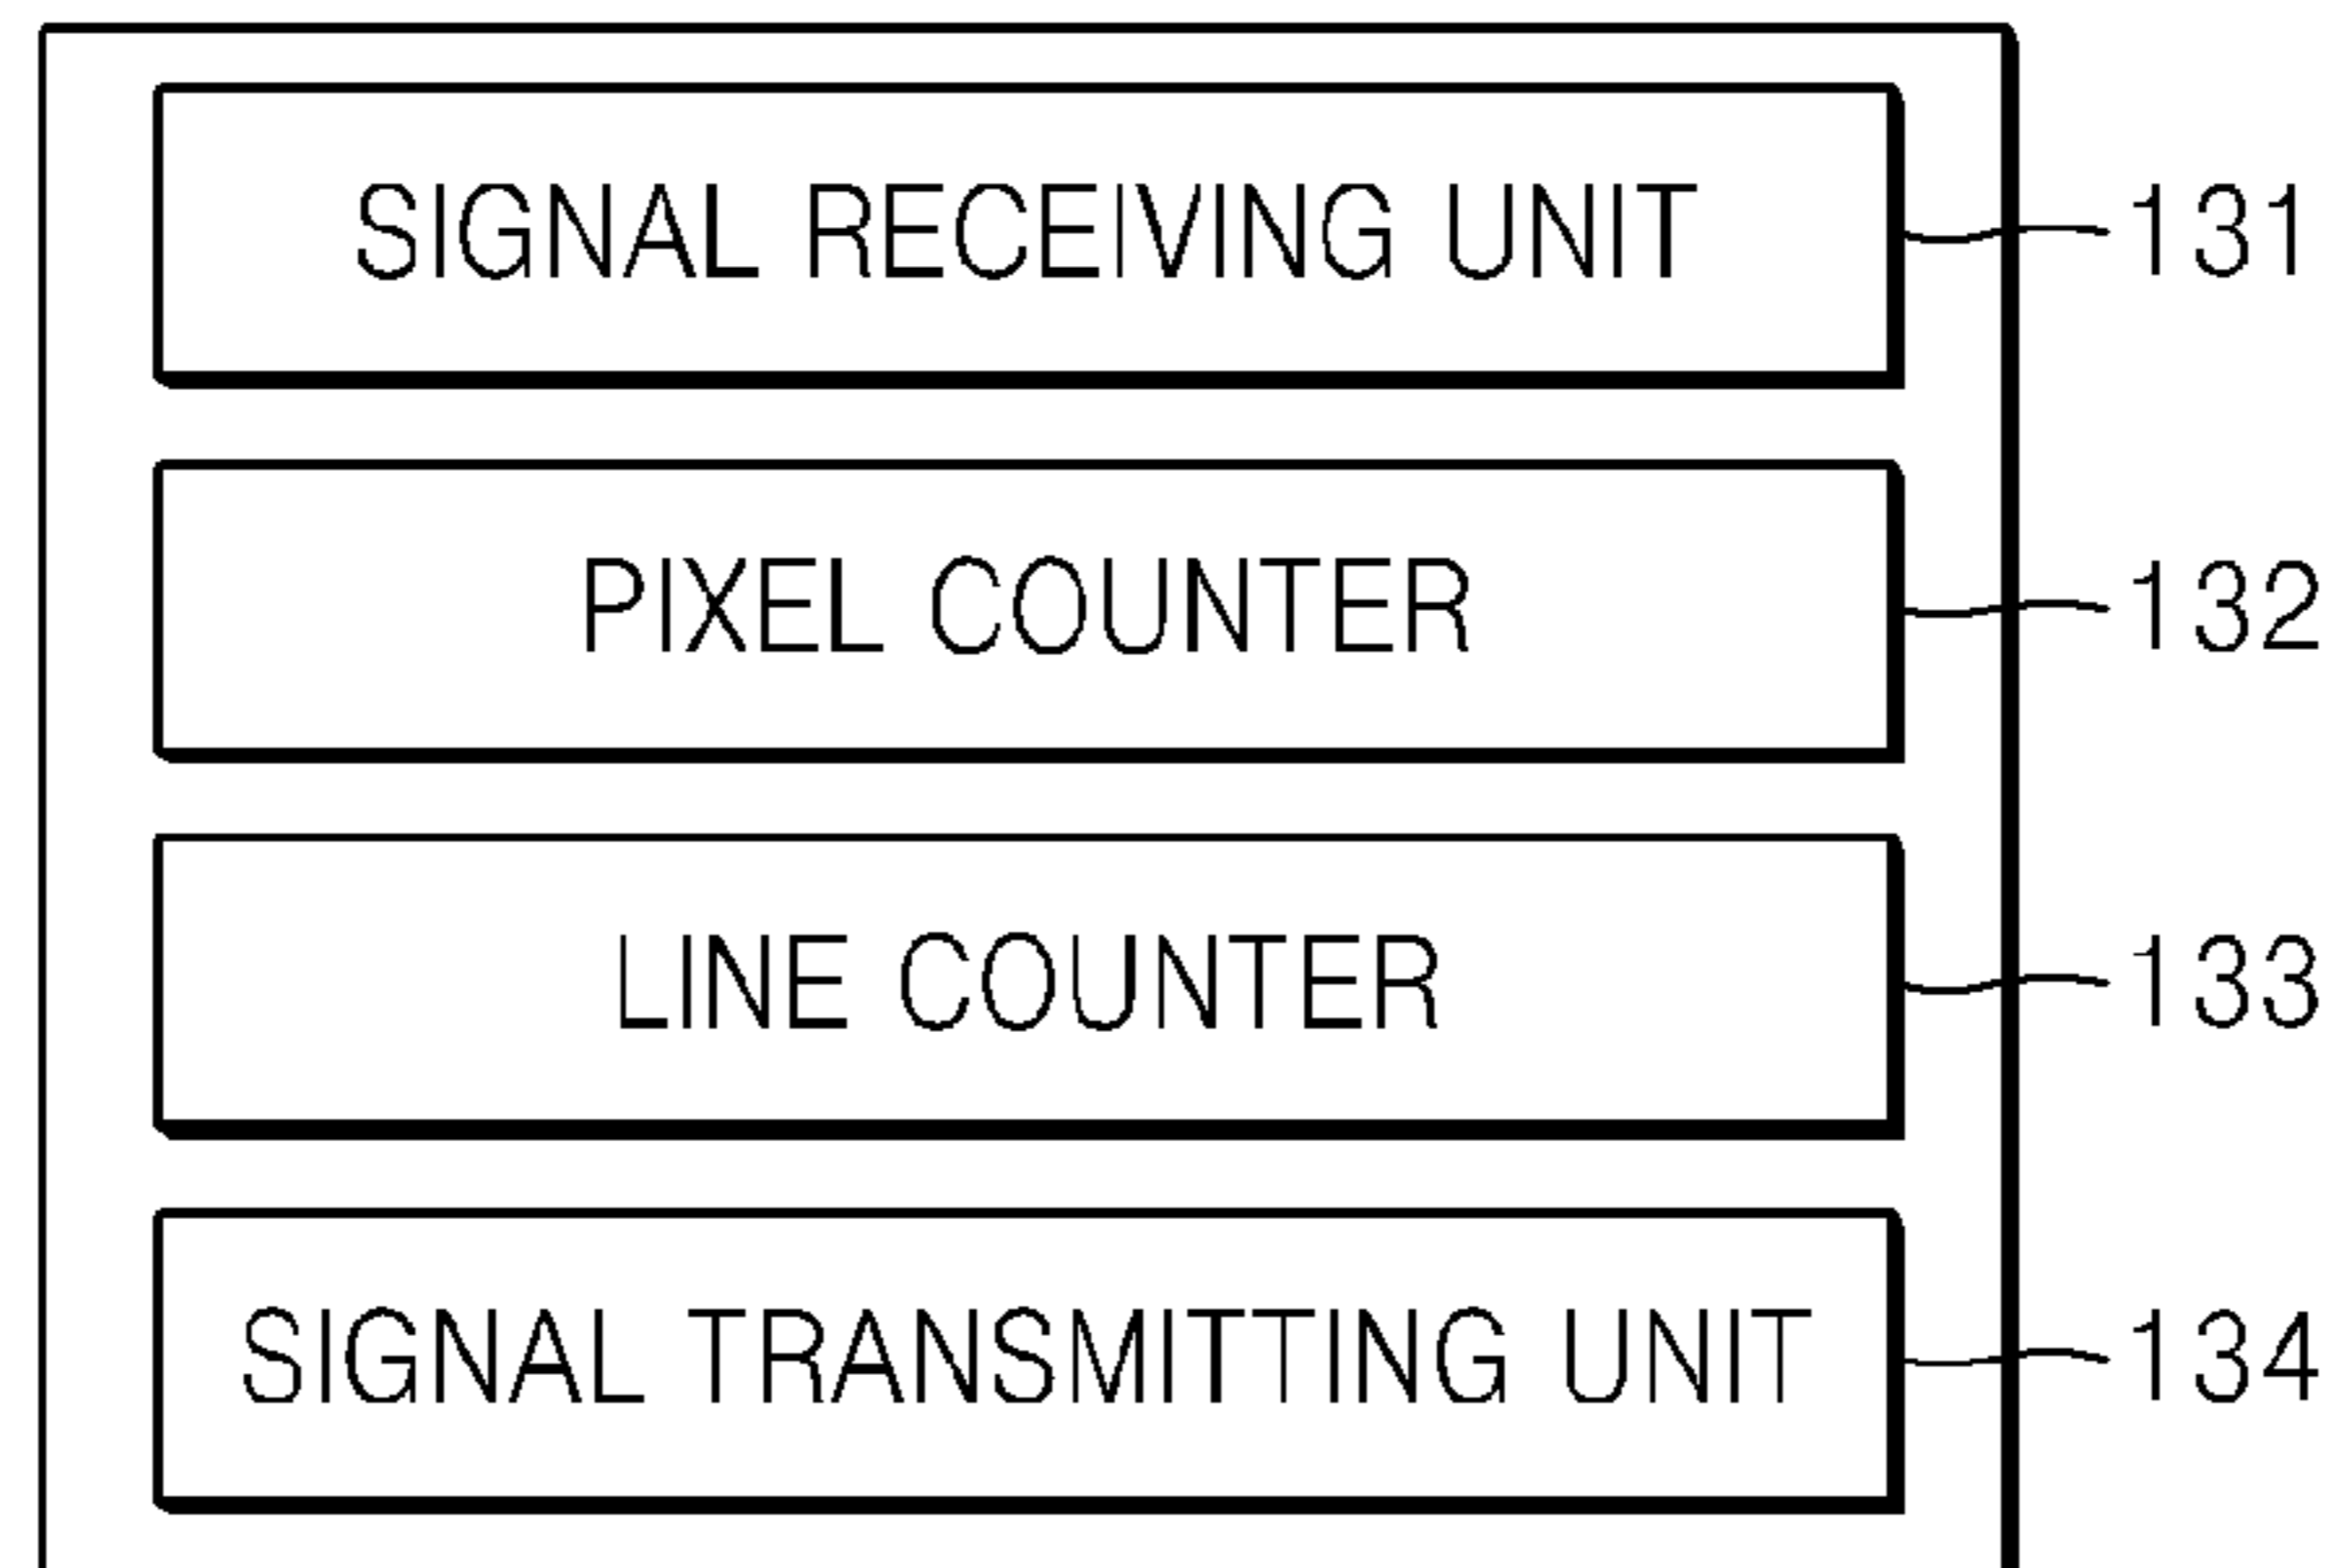 SIGNAL RECEIVING UNIT 131
PIXEL COUNTER 132
LINE COUNTER 133
SIGNAL TRANSMITTING UNIT 134